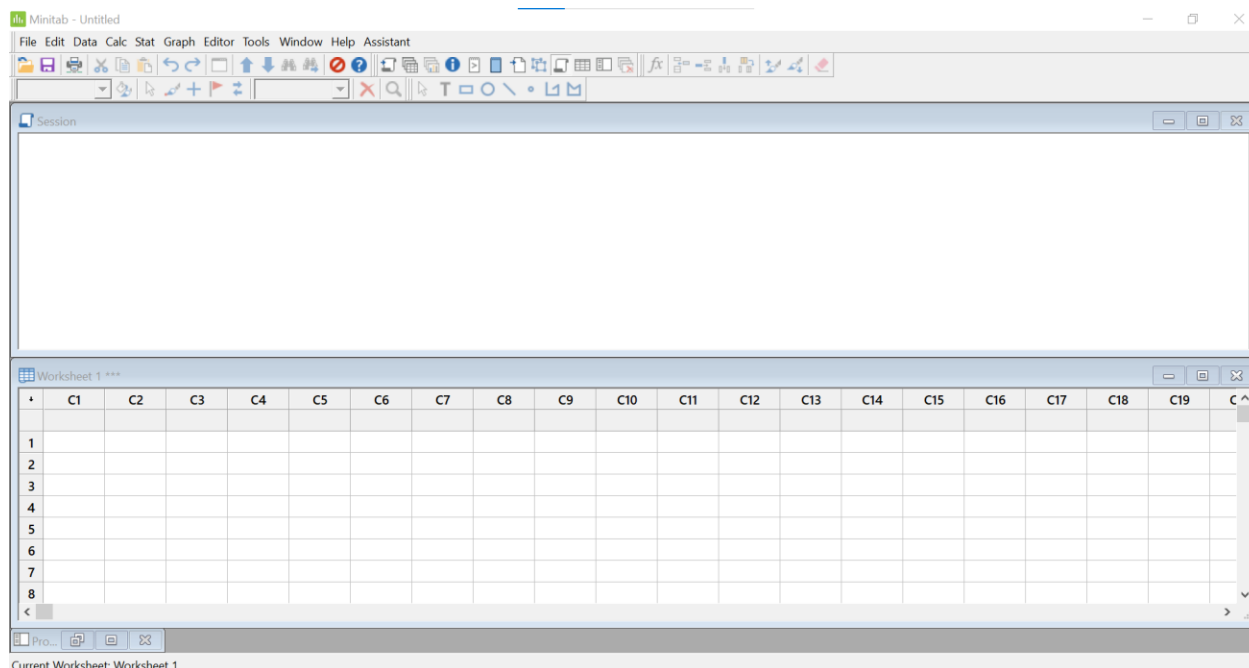 Minitab - Untitled
File Edit Data Calc Stat Graph Editor Tools Window Help Assistant
Session
Worksheet 1 ***
C1 C2 C3 C4 C5 C6 C7 C8 C9 C10 C11 C12 C13 C14 C15 C16 C17 C18 C19 C
1
2
3
4
5
6
7
8
Pro...
Current Worksheet: Worksheet 1